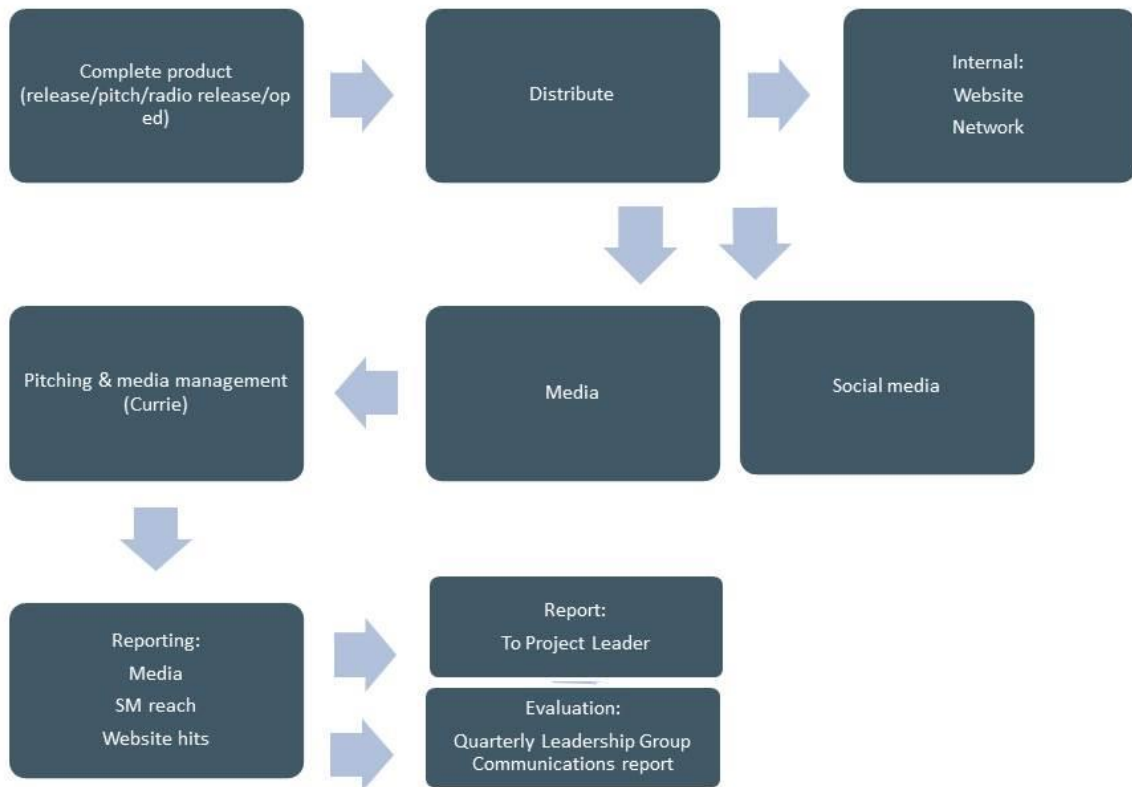 Complete product
(release/pitch/radio release/op
ed)
Distribute
Internal:
Website
Network
Pitching & media management
(Currie)
Media
Social media
Reporting:
Media
SM reach
Website hits
Report:
To Project Leader
Evaluation:
Quarterly Leadership Group
Communications report